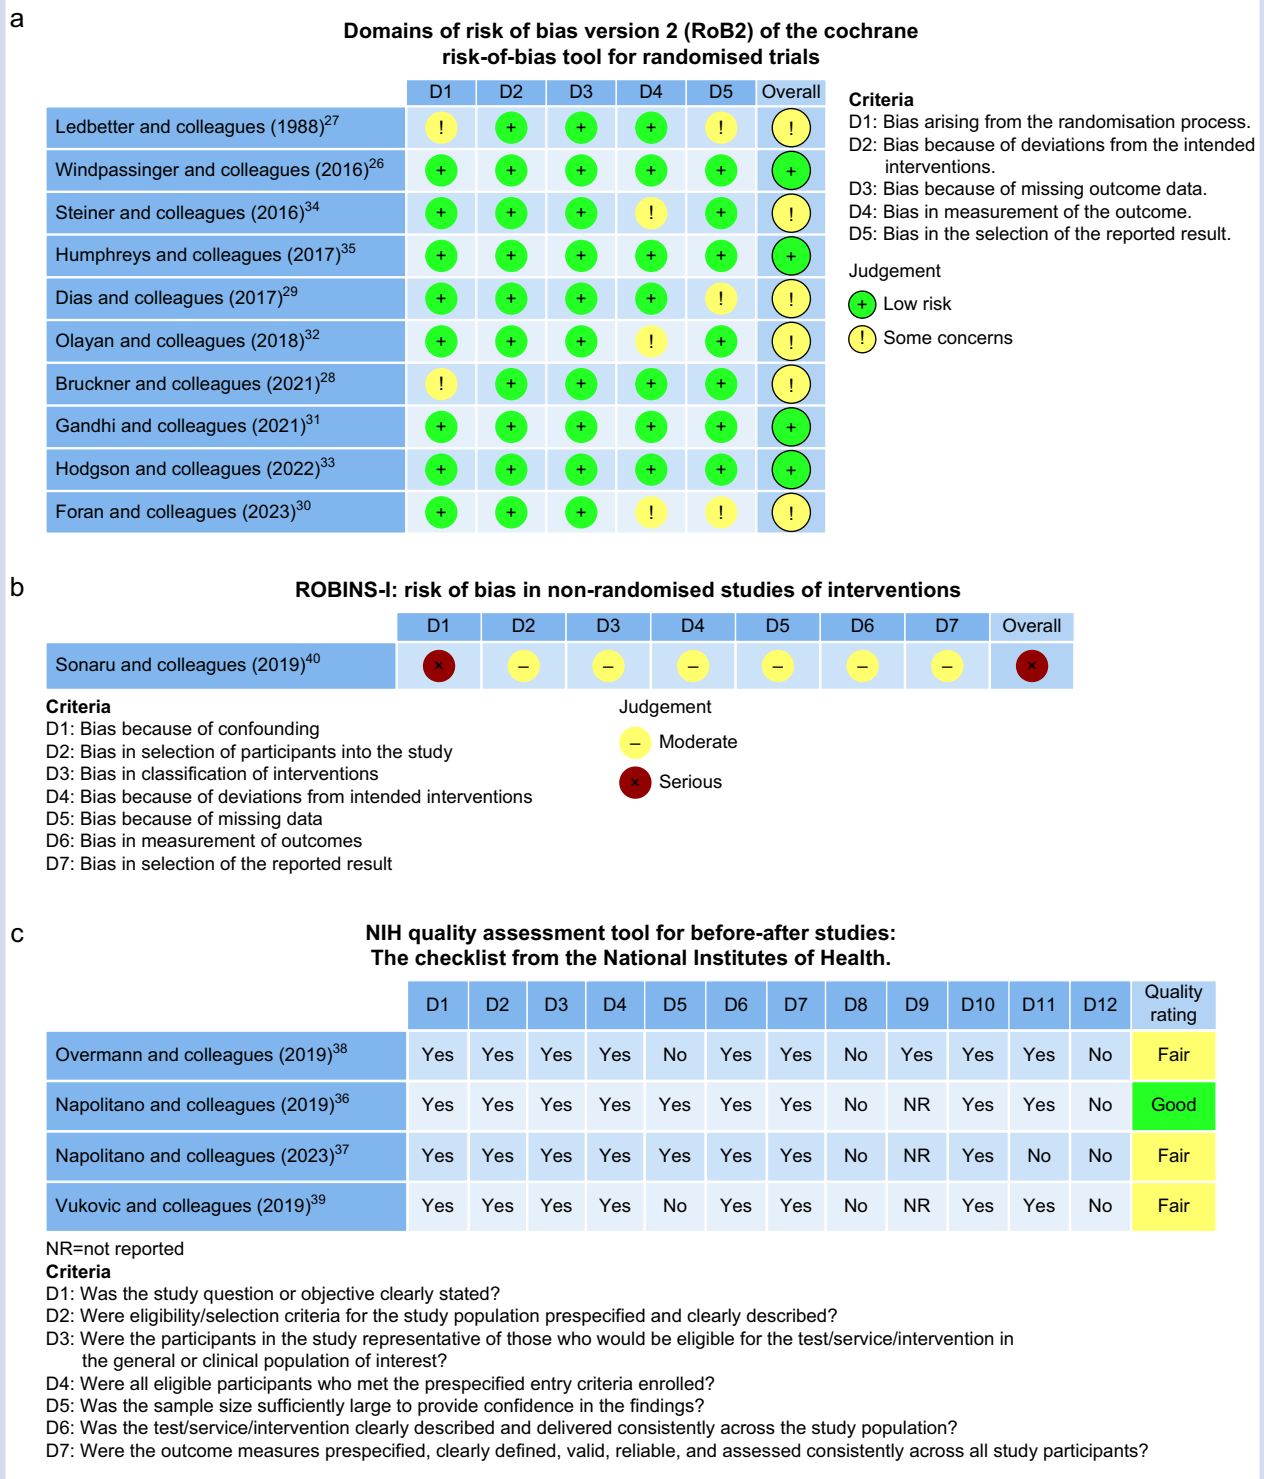 a
Domains of risk of bias version 2 (RoB2) of the cochrane
risk-of-bias tool for randomised trials
D1 D2 D3 D4 D5 Overall
Ledbetter and colleagues (1988)27 ! + + + ! !
Windpassinger and colleagues (2016)26 + + + + + +
Steiner and colleagues (2016)34 + + + ! + !
Humphreys and colleagues (2017)35 + + + + + +
Dias and colleagues (2017)29 + + + + ! !
Olayan and colleagues (2018)32 + + + ! + !
Bruckner and colleagues (2021)28 ! + + + + !
Gandhi and colleagues (2021)31 + + + + + +
Hodgson and colleagues (2022)33 + + + + + +
Foran and colleagues (2023)30 + + + ! ! !
Criteria
D1: Bias arising from the randomisation process.
D2: Bias because of deviations from the intended
interventions.
D3: Bias because of missing outcome data.
D4: Bias in measurement of the outcome.
D5: Bias in the selection of the reported result.
Judgement
+ Low risk
! Some concerns
b
ROBINS-I: risk of bias in non-randomised studies of interventions
D1 D2 D3 D4 D5 D6 D7 Overall
Sonaru and colleagues (2019)40 × – – – – – – ×
Criteria
D1: Bias because of confounding
D2: Bias in selection of participants into the study
D3: Bias in classification of interventions
D4: Bias because of deviations from intended interventions
D5: Bias because of missing data
D6: Bias in measurement of outcomes
D7: Bias in selection of the reported result
Judgement
– Moderate
× Serious
c
NIH quality assessment tool for before-after studies:
The checklist from the National Institutes of Health.
D1 D2 D3 D4 D5 D6 D7 D8 D9 D10 D11 D12 Quality
rating
Overmann and colleagues (2019)38 Yes Yes Yes Yes No Yes Yes No Yes Yes Yes No Fair
Napolitano and colleagues (2019)36 Yes Yes Yes Yes Yes Yes Yes No NR Yes Yes No Good
Napolitano and colleagues (2023)37 Yes Yes Yes Yes Yes Yes Yes No NR Yes No No Fair
Vukovic and colleagues (2019)39 Yes Yes Yes Yes No Yes Yes No NR Yes Yes No Fair
NR=not reported
Criteria
D1: Was the study question or objective clearly stated?
D2: Were eligibility/selection criteria for the study population prespecified and clearly described?
D3: Were the participants in the study representative of those who would be eligible for the test/service/intervention in
the general or clinical population of interest?
D4: Were all eligible participants who met the prespecified entry criteria enrolled?
D5: Was the sample size sufficiently large to provide confidence in the findings?
D6: Was the test/service/intervention clearly described and delivered consistently across the study population?
D7: Were the outcome measures prespecified, clearly defined, valid, reliable, and assessed consistently across all study participants?